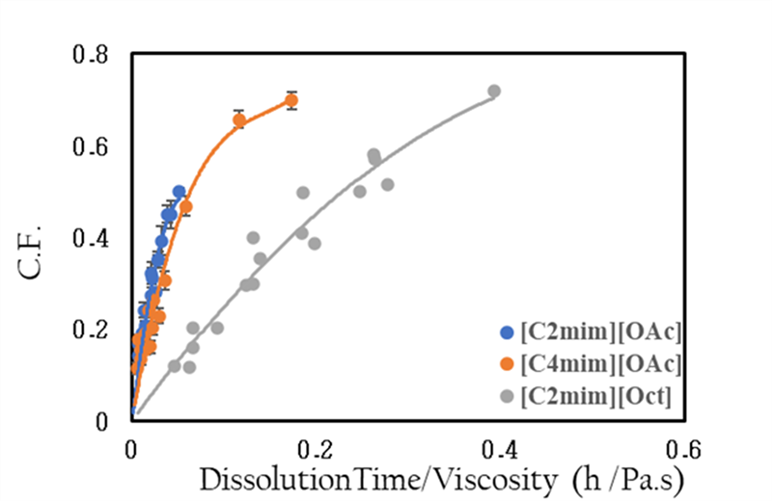 0.8
0.6
0.4
0.2
0
C.F.
[C2mim][OAc]
[C4mim][OAc]
[C2mim][Oct]
0 0.2 0.4 0.6
DissolutionTime/Viscosity (h /Pa.s)